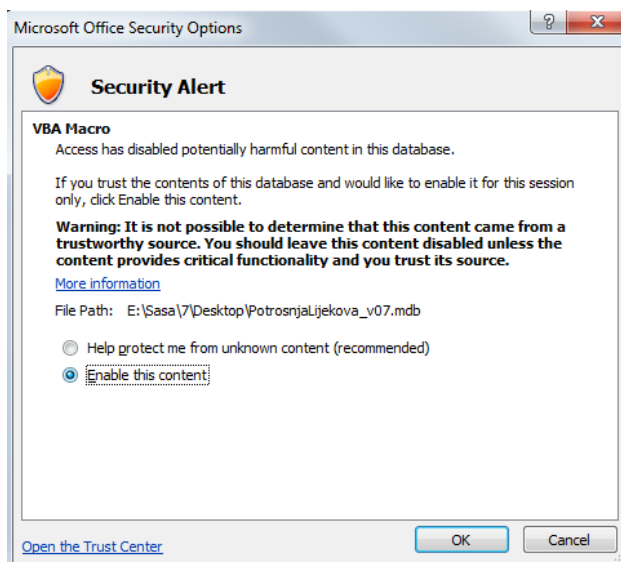 Microsoft Office Security Options
Security Alert
VBA Macro
Access has disabled potentially harmful content in this database.
If you trust the contents of this database and would like to enable it for this session
only, click Enable this content.
Warning: It is not possible to determine that this content came from a
trustworthy source. You should leave this content disabled unless the
content provides critical functionality and you trust its source.
More information
File Path: E:\Sasa\7\Desktop\PotrosnjaLijekova_v07.mdb
Help protect me from unknown content (recommended)
Enable this content
Open the Trust Center
OK
Cancel